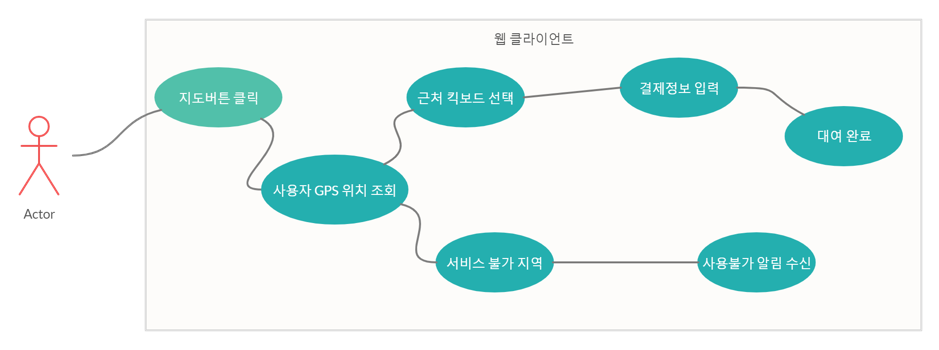 웹 클라이언트
지도버튼 클릭
근처 킥보드 선택
결제정보 입력
대여 완료
사용자 GPS 위치 조회
서비스 불가 지역
사용불가 알림 수신
Actor